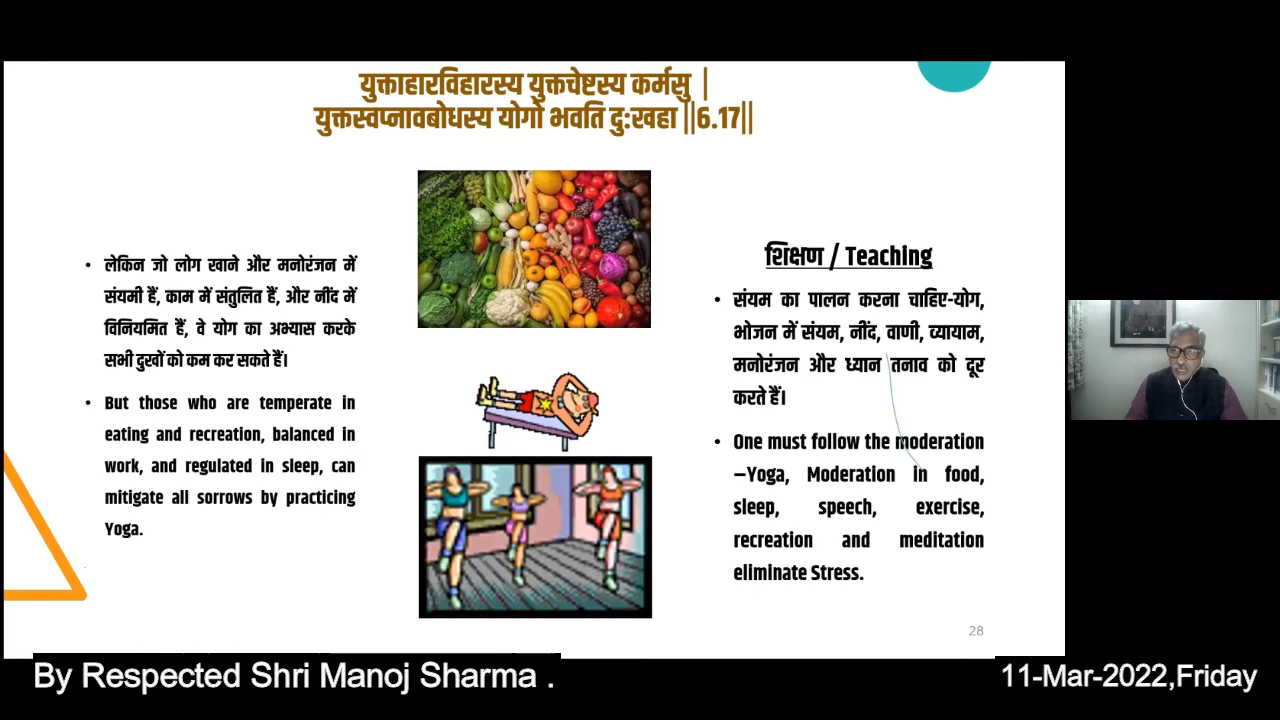 युक्ताहारविहारस्य युक्तचेष्टस्य कर्मसु |
युक्तस्वप्नावबोधस्य योगो भवति दु:खहा ||6.17||
• लेकिन जो लोग खाने और मनोरंजन में
संयमी हैं, काम में संतुलित हैं, और नींद में
विनियमित हैं, वे योग का अभ्यास करके
सभी दुखों को कम कर सकते हैं।
• But those who are temperate in
eating and recreation, balanced in
work, and regulated in sleep, can
mitigate all sorrows by practicing
Yoga.
शिक्षण / Teaching
• संयम का पालन करना चाहिए-योग,
भोजन में संयम, नींद, वाणी, व्यायाम,
मनोरंजन और ध्यान तनाव को दूर
करते हैं।
• One must follow the moderation
–Yoga, Moderation in food,
sleep, speech, exercise,
recreation and meditation
eliminate Stress.
28
By Respected Shri Manoj Sharma .
11-Mar-2022,Friday